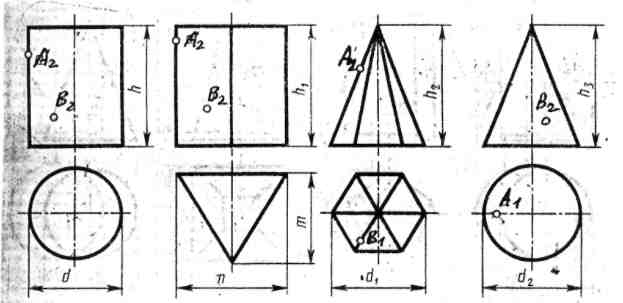 A₂
B₂
h
A₂
B₂
h₁
A₂
h₂
B₂
h₃
d
n
m
B₁
d₁
A₁
d₂